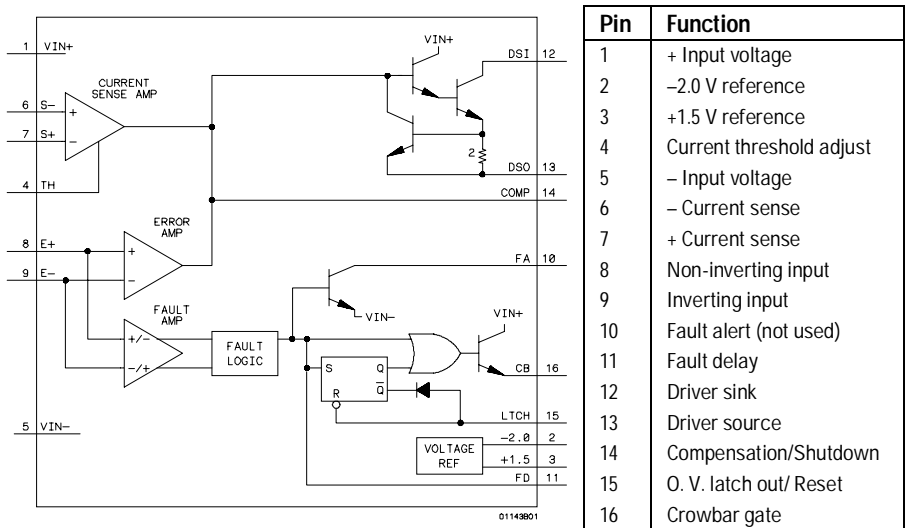 1 VIN+
CURRENT
SENSE AMP
6 S-
+
7 S+
-
4 TH
ERROR
AMP
8 E+
+
9 E-
-
FAULT
AMP
+/-
-/+
FAULT
LOGIC
5 VIN-
VIN+
DSI 12
2
DSO 13
COMP 14
FA 10
VIN-
VIN+
S Q
R Q
CB 16
LTCH 15
VOLTAGE
REF
-2.0 2
+1.5 3
FD 11
01143B01
Pin Function
1 + Input voltage
2 –2.0 V reference
3 +1.5 V reference
4 Current threshold adjust
5 – Input voltage
6 – Current sense
7 + Current sense
8 Non-inverting input
9 Inverting input
10 Fault alert (not used)
11 Fault delay
12 Driver sink
13 Driver source
14 Compensation/Shutdown
15 O. V. latch out/ Reset
16 Crowbar gate